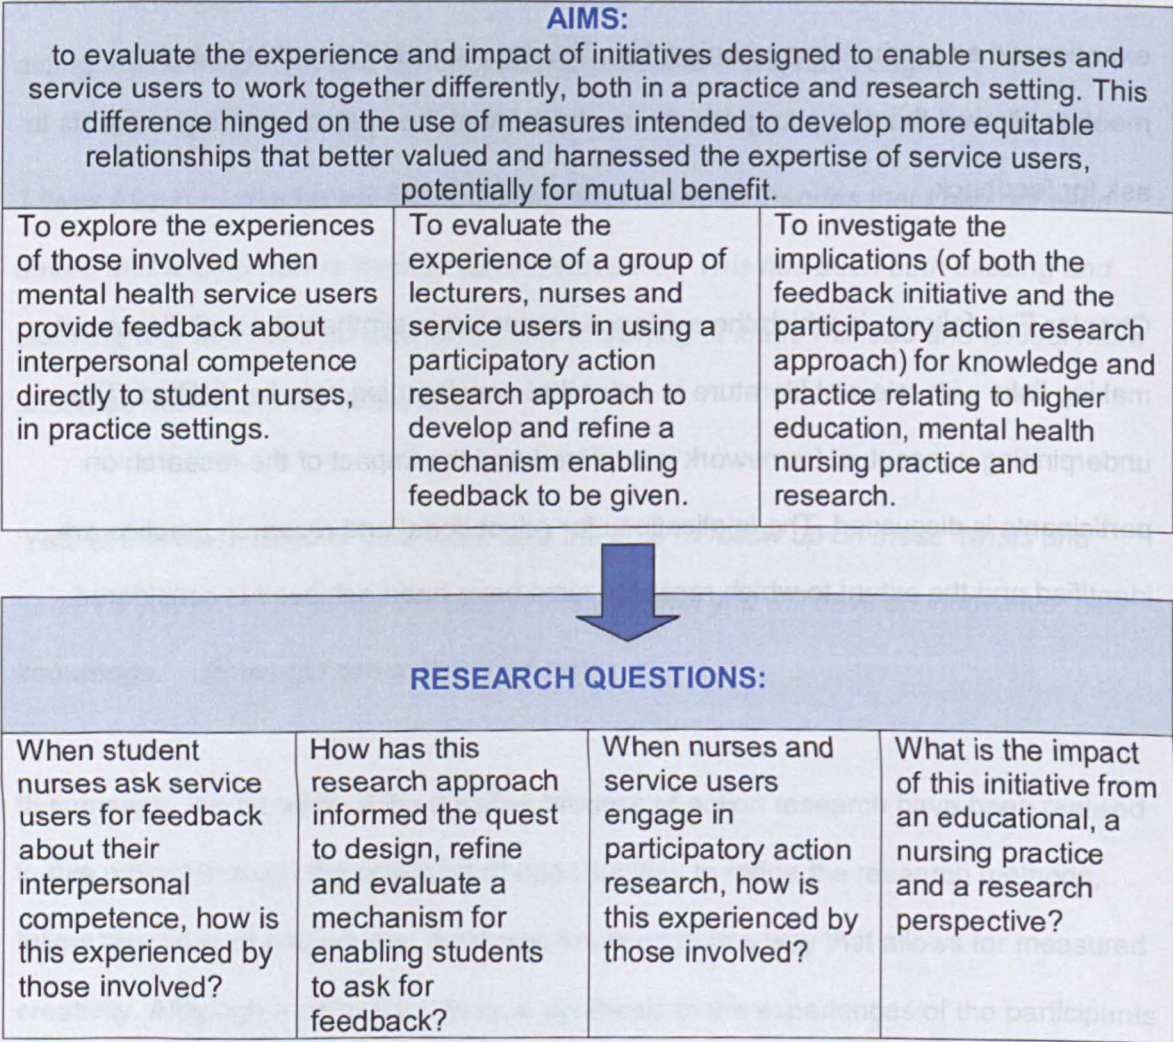 AIMS:
to evaluate the experience and impact of initiatives designed to enable nurses and
service users to work together differently, both in a practice and research setting. This
difference hinged on the use of measures intended to develop more equitable
relationships that better valued and harnessed the expertise of service users,
potentially for mutual benefit.
To explore the experiences
of those involved when
mental health service users
provide feedback about
interpersonal competence
directly to student nurses,
in practice settings.
To evaluate the
experience of a group of
lecturers, nurses and
service users in using a
participatory action
research approach to
develop and refine a
mechanism enabling
feedback to be given.
To investigate the
implications (of both the
feedback initiative and the
participatory action research
approach) for knowledge and
practice relating to higher
education, mental health
nursing practice and
research.
RESEARCH QUESTIONS:
When student
nurses ask service
users for feedback
about their
interpersonal
competence, how is
this experienced by
those involved?
How has this
research approach
informed the quest
to design, refine
and evaluate a
mechanism for
enabling students
to ask for
feedback?
When nurses and
service users
engage in
participatory action
research, how is
this experienced by
those involved?
What is the impact
of this initiative from
an educational, a
nursing practice
and a research
perspective?